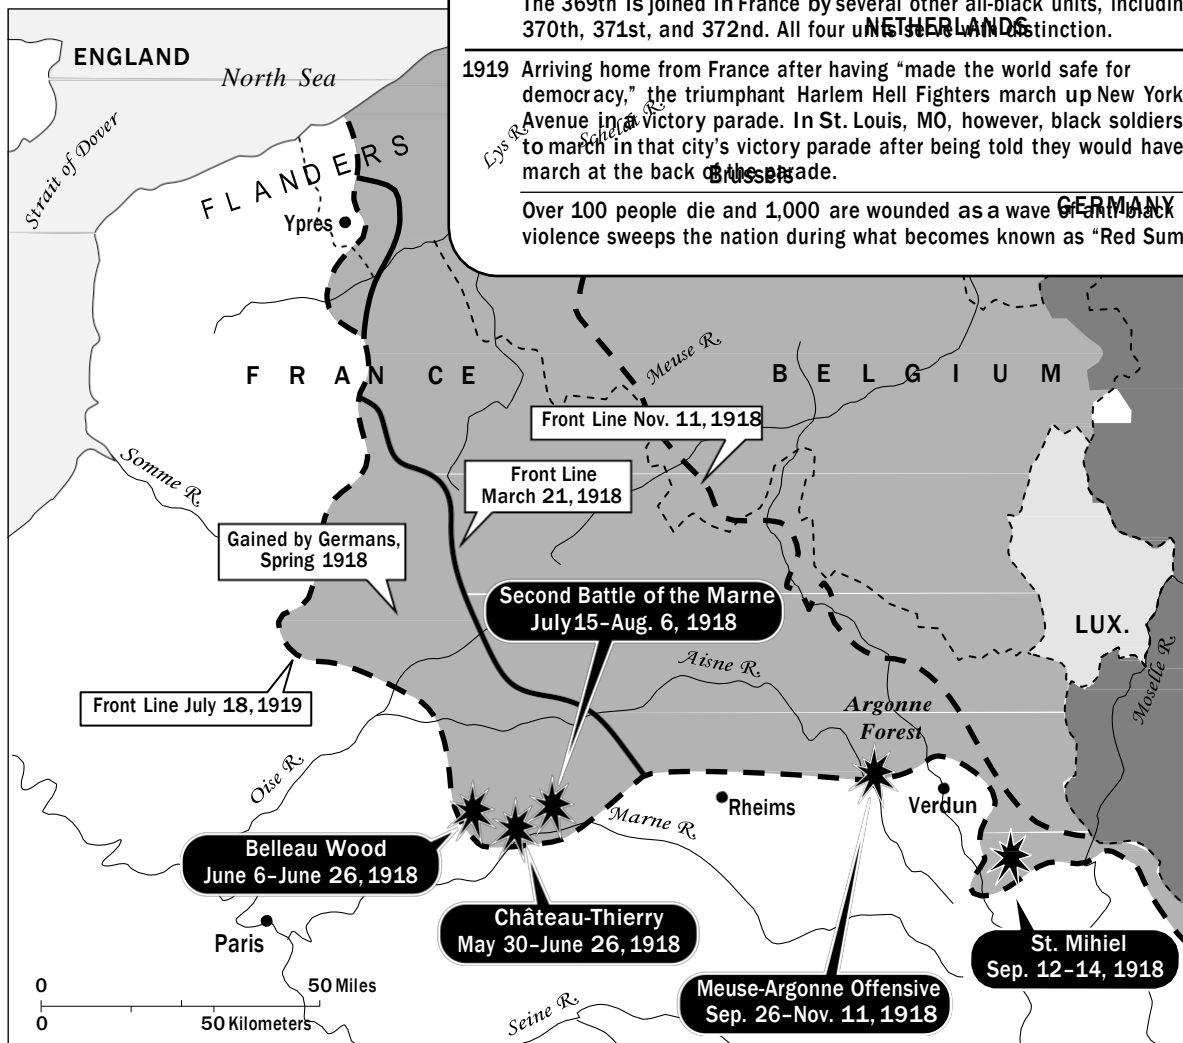 The 369th is joined in France by several other all-black units, includin
370th, 371st, and 372nd. All four units serve with distinction.
NETHERLANDS
1919 Arriving home from France after having “made the world safe for
democracy,” the triumphant Harlem Hell Fighters march up New York
Avenue in a victory parade. In St. Louis, MO, however, black soldiers
to march in that city’s victory parade after being told they would have
march at the back of the parade.
Over 100 people die and 1,000 are wounded as a wave of anti-black
violence sweeps the nation during what becomes known as “Red Sum
ENGLAND
North Sea
Strait of Dover
Lys R.
Scheldt R.
Brussels
GERMANY
FLANDERS
Ypres
FRANCE
BELGIUM
Meuse R.
Front Line Nov. 11, 1918
Front Line
March 21, 1918
Somme R.
Gained by Germans,
Spring 1918
Second Battle of the Marne
July 15–Aug. 6, 1918
LUX.
Moselle R.
Aisne R.
Front Line July 18, 1919
Argonne
Forest
Oise R.
Rheims
Verdun
Marne R.
Belleau Wood
June 6–June 26, 1918
Château-Thierry
May 30–June 26, 1918
Paris
St. Mihiel
Sep. 12–14, 1918
Meuse-Argonne Offensive
Sep. 26–Nov. 11, 1918
Seine R.
0 50 Miles
0 50 Kilometers